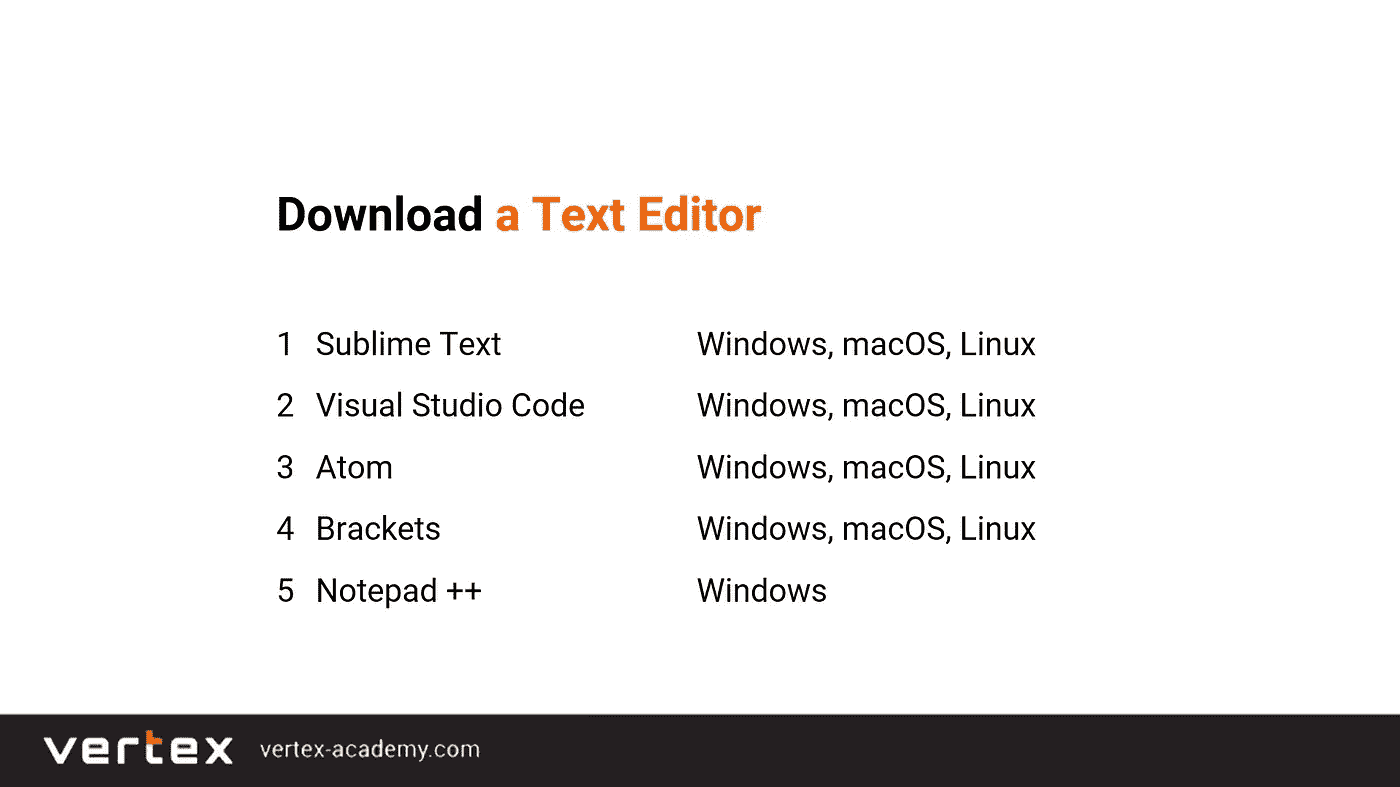 Download a Text Editor
1 Sublime Text Windows, macOS, Linux
2 Visual Studio Code Windows, macOS, Linux
3 Atom Windows, macOS, Linux
4 Brackets Windows, macOS, Linux
5 Notepad ++ Windows
vertex vertex-academy.com